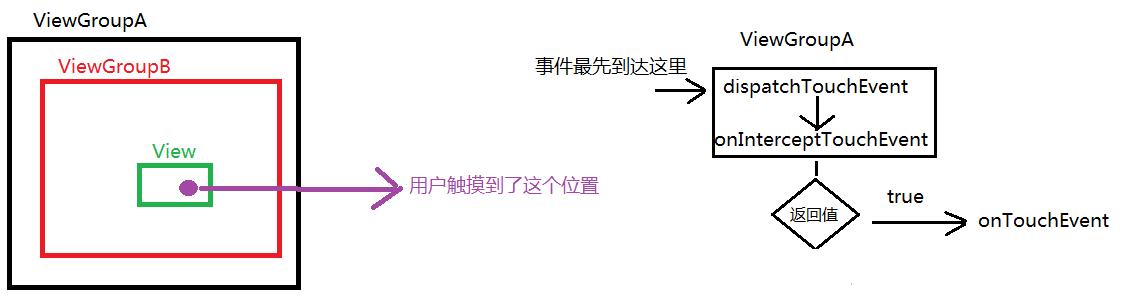 ViewGroupA
ViewGroupB
View
用户触摸到了这个位置
ViewGroupA
事件最先到达这里
dispatchTouchEvent
onInterceptTouchEvent
返回值
true
onTouchEvent